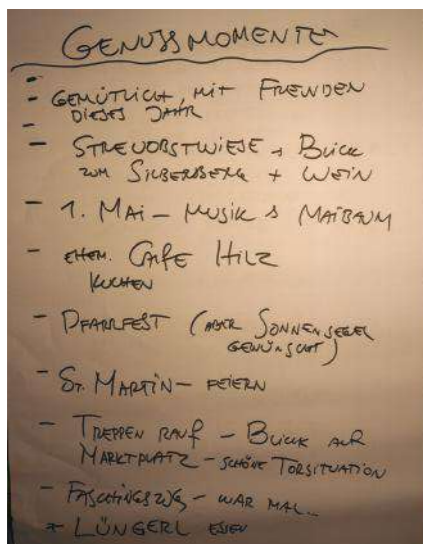 GENUSSMOMENTE
-
- GEMÜTLICH MIT FREUNDEN
DIESES JAHR
-
- STREUOBSTWIESE → BLICK
ZUM SILBERBERG + WEIN
- 1. MAI - MUSIK & MAIBAUM
- EHEM. CAFE HILZ
KUCHEN
- PFARRFEST (ABER SONNENSEGEL
GEWÜNSCHT)
- ST. MARTIN - FEIERN
- TREPPEN RAUF - BLICK AUF
MARKTPLATZ - SCHÖNE TORSITUATION
- FASCHINGSZUG - WAR MAL...
+ LÜNGERL ESSEN